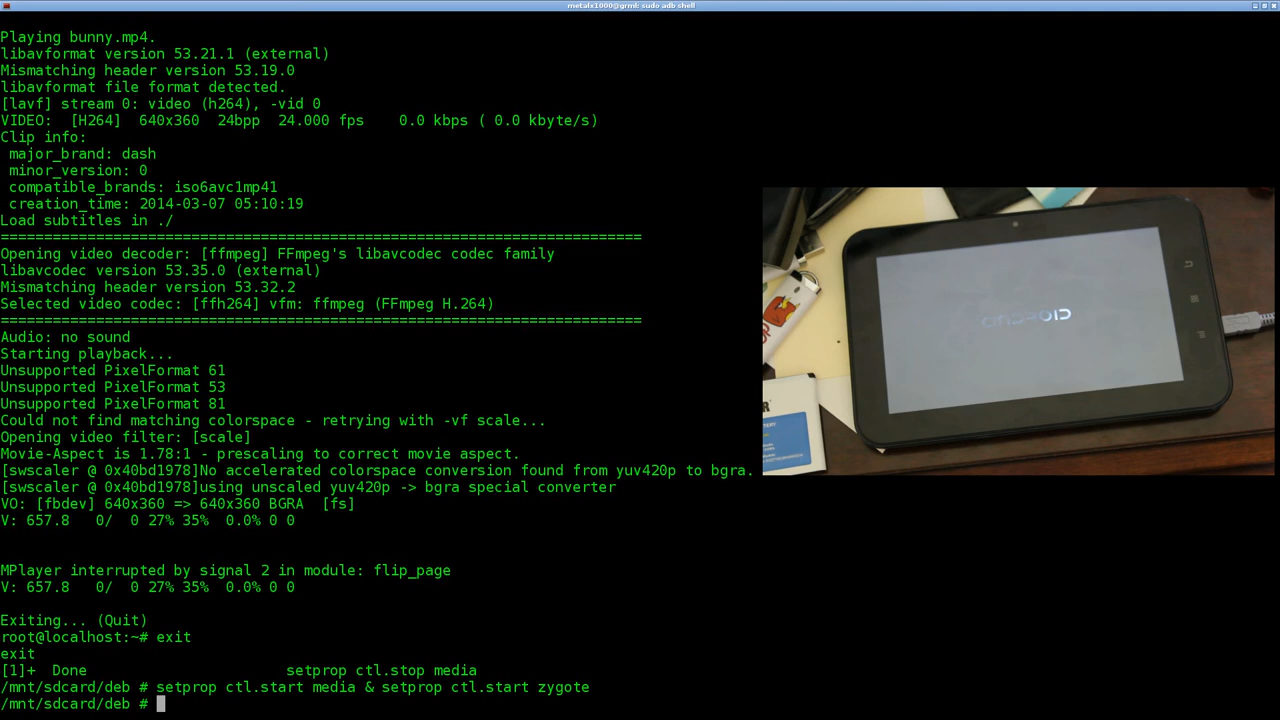 metalx1000@grml: sudo adb shell
Playing bunny.mp4.
libavformat version 53.21.1 (external)
Mismatching header version 53.19.0
libavformat file format detected.
[lavf] stream 0: video (h264), -vid 0
VIDEO:  [H264]  640x360  24bpp  24.000 fps    0.0 kbps ( 0.0 kbyte/s)
Clip info:
 major_brand: dash
 minor_version: 0
 compatible_brands: iso6avc1mp41
 creation_time: 2014-03-07 05:10:19
Load subtitles in ./
==========================================================================
Opening video decoder: [ffmpeg] FFmpeg's libavcodec codec family
libavcodec version 53.35.0 (external)
Mismatching header version 53.32.2
Selected video codec: [ffh264] vfm: ffmpeg (FFmpeg H.264)
==========================================================================
Audio: no sound
Starting playback...
Unsupported PixelFormat 61
Unsupported PixelFormat 53
Unsupported PixelFormat 81
Could not find matching colorspace - retrying with -vf scale...
Opening video filter: [scale]
Movie-Aspect is 1.78:1 - prescaling to correct movie aspect.
[swscaler @ 0x40bd1978]No accelerated colorspace conversion found from yuv420p to bgra.
[swscaler @ 0x40bd1978]using unscaled yuv420p -> bgra special converter
VO: [fbdev] 640x360 => 640x360 BGRA  [fs]
V: 657.8   0/  0 27% 35%  0.0% 0 0
MPlayer interrupted by signal 2 in module: flip_page
V: 657.8   0/  0 27% 35%  0.0% 0 0
Exiting... (Quit)
root@localhost:~# exit
exit
[1]+  Done                       setprop ctl.stop media
/mnt/sdcard/deb # setprop ctl.start media & setprop ctl.start zygote
/mnt/sdcard/deb #
ANDROID